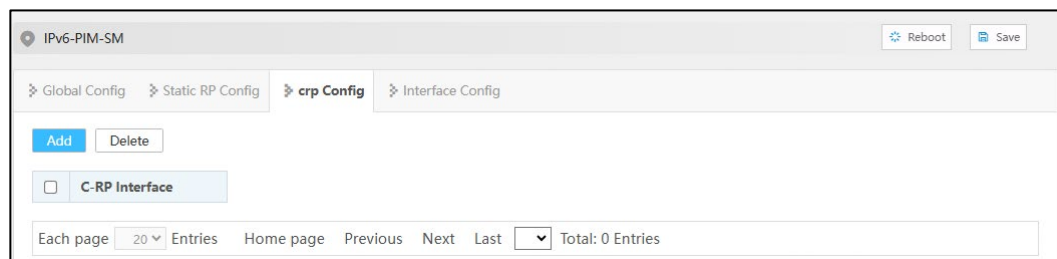 IPv6-PIM-SM Reboot Save
Global Config Static RP Config crp Config Interface Config
Add Delete
C-RP Interface
Each page 20 Entries Home page Previous Next Last Total: 0 Entries